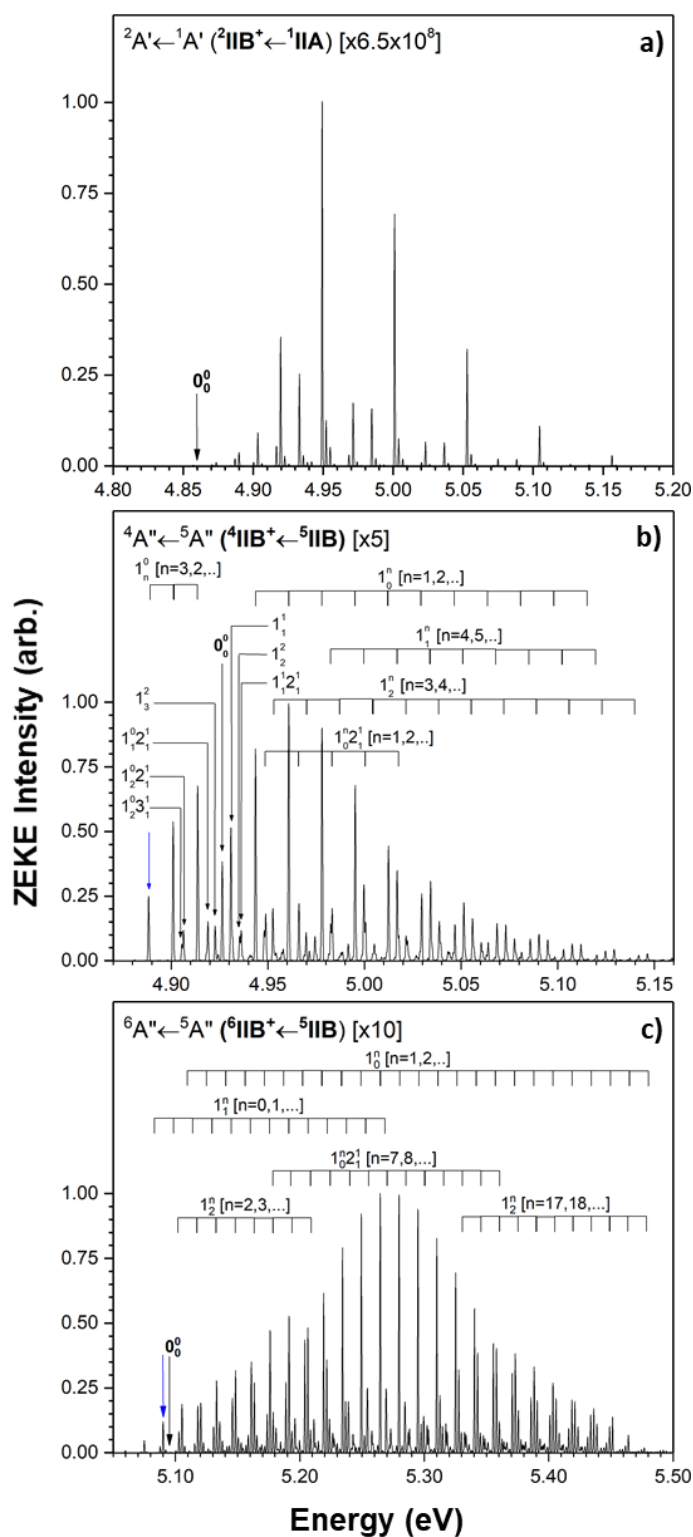 ²A'←¹A' (²IIB⁺←¹IIA) [x6.5x10⁸]
a)
1.00
0.75
0.50
0.25
0.00
0⁰₀
4.80 4.85 4.90 4.95 5.00 5.05 5.10 5.15 5.20
⁴A"←⁵A" (⁴IIB⁺←⁵IIB) [x5]
b)
1⁰ₙ [n=3,2,..]
1ⁿ₀ [n=1,2,..]
1¹₁
0⁰₀
1²₂
1ⁿ₁ [n=4,5,..]
1¹₁2¹₁
1ⁿ₂ [n=3,4,..]
1²₃
1ⁿ₀2¹₁ [n=1,2,..]
1⁰₁2¹₁
1⁰₂2¹₁
1⁰₂3¹₁
1.00
0.75
0.50
0.25
0.00
4.90 4.95 5.00 5.05 5.10 5.15
ZEKE Intensity (arb.)
⁶A"←⁵A" (⁶IIB⁺←⁵IIB) [x10]
c)
1ⁿ₀ [n=1,2,..]
1ⁿ₁ [n=0,1,...]
1ⁿ₀2¹₁ [n=7,8,...]
1ⁿ₂ [n=2,3,...]
1ⁿ₂ [n=17,18,...]
1.00
0.75
0.50
0.25
0.00
0⁰₀
5.10 5.20 5.30 5.40 5.50
Energy (eV)